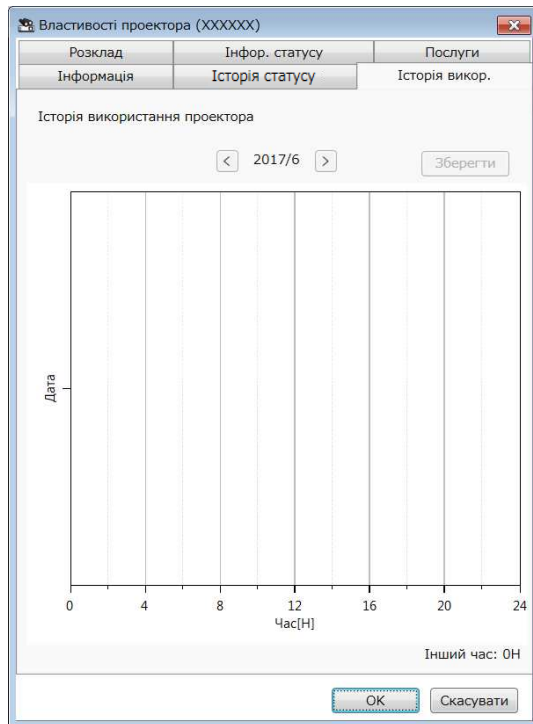 Властивості проектора (XXXXXX)
Розклад Інфор. статусу Послуги
Інформація Історія статусу Історія викор.
Історія використання проектора
< 2017/6 > Зберегти
Дата
0 4 8 12 16 20 24
Час[H]
Інший час: 0H
OK Скасувати